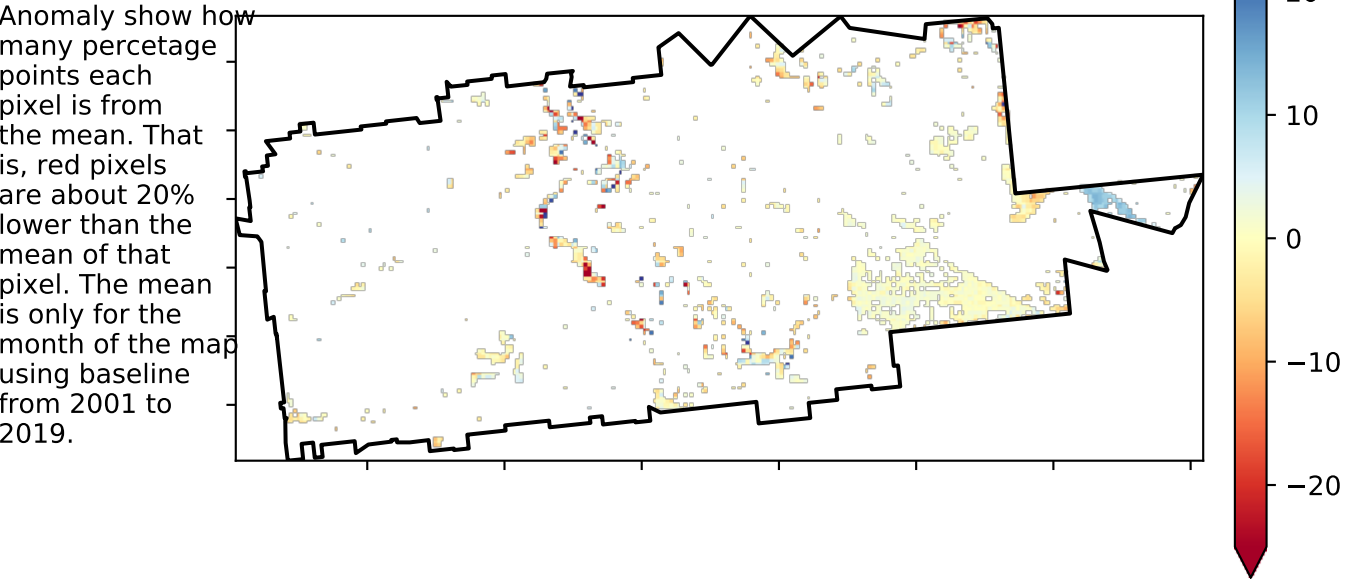 Anomaly show how
many percetage
points each
pixel is from
the mean. That
is, red pixels
are about 20%
lower than the
mean of that
pixel. The mean
is only for the
month of the map
using baseline
from 2001 to
2019.
10
0
−10
−20